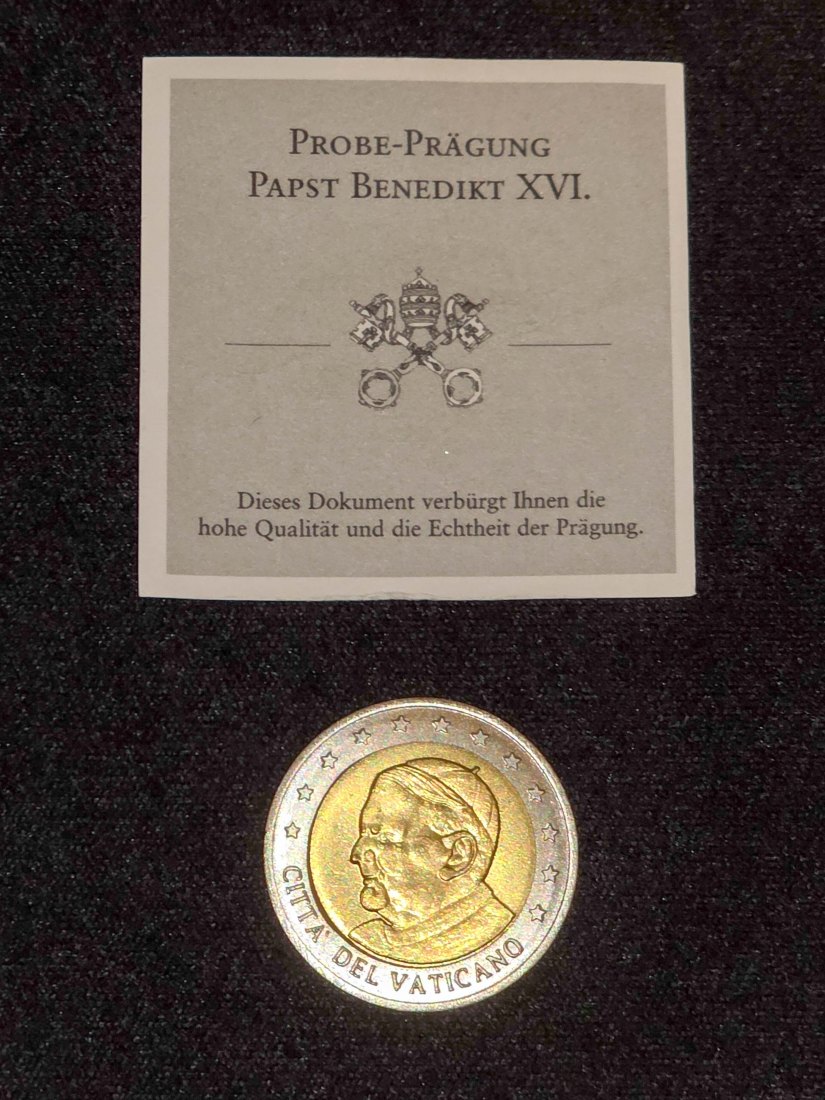 PROBE-PRÄGUNG
PAPST BENEDIKT XVI.
Dieses Dokument verbürgt Ihnen die
hohe Qualität und die Echtheit der Prägung.
CITTA' DEL VATICANO